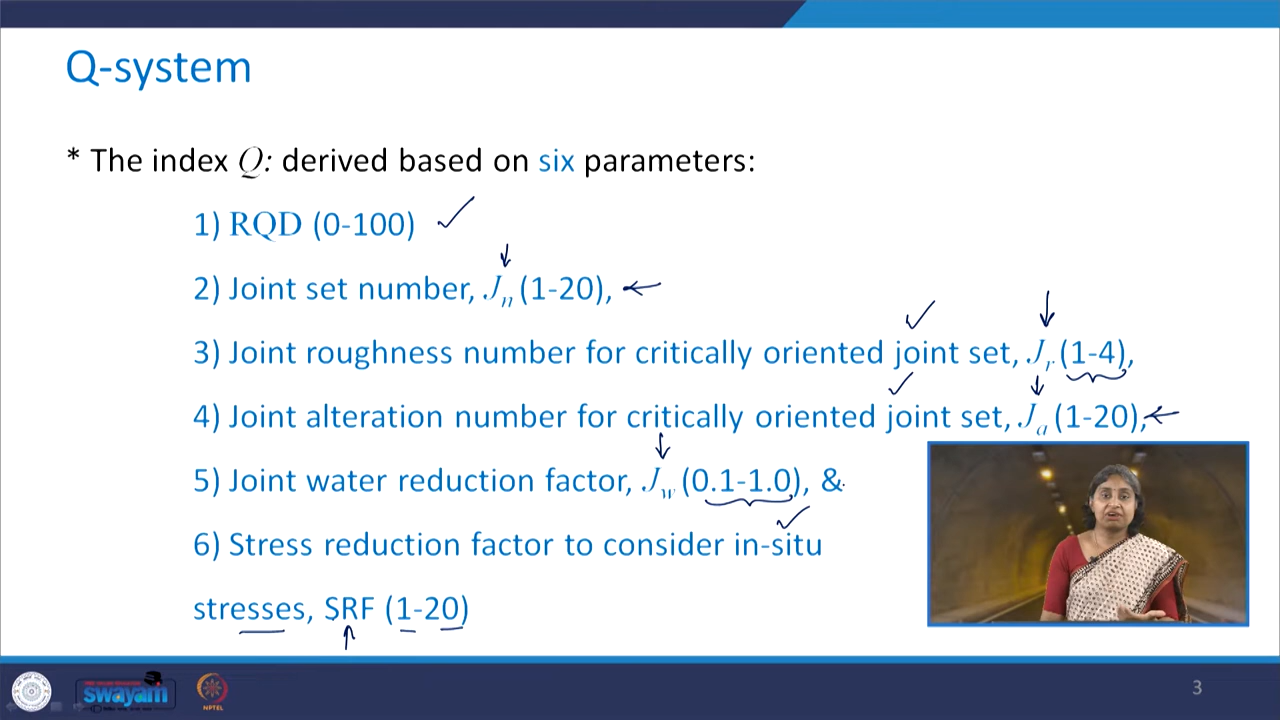 Q-system
* The index Q: derived based on six parameters:
1) RQD (0-100)
2) Joint set number, Jn (1-20),
3) Joint roughness number for critically oriented joint set, Jr (1-4),
4) Joint alteration number for critically oriented joint set, Ja (1-20),
5) Joint water reduction factor, Jw (0.1-1.0), &
6) Stress reduction factor to consider in-situ
stresses, SRF (1-20)
swayam
NPTEL
3